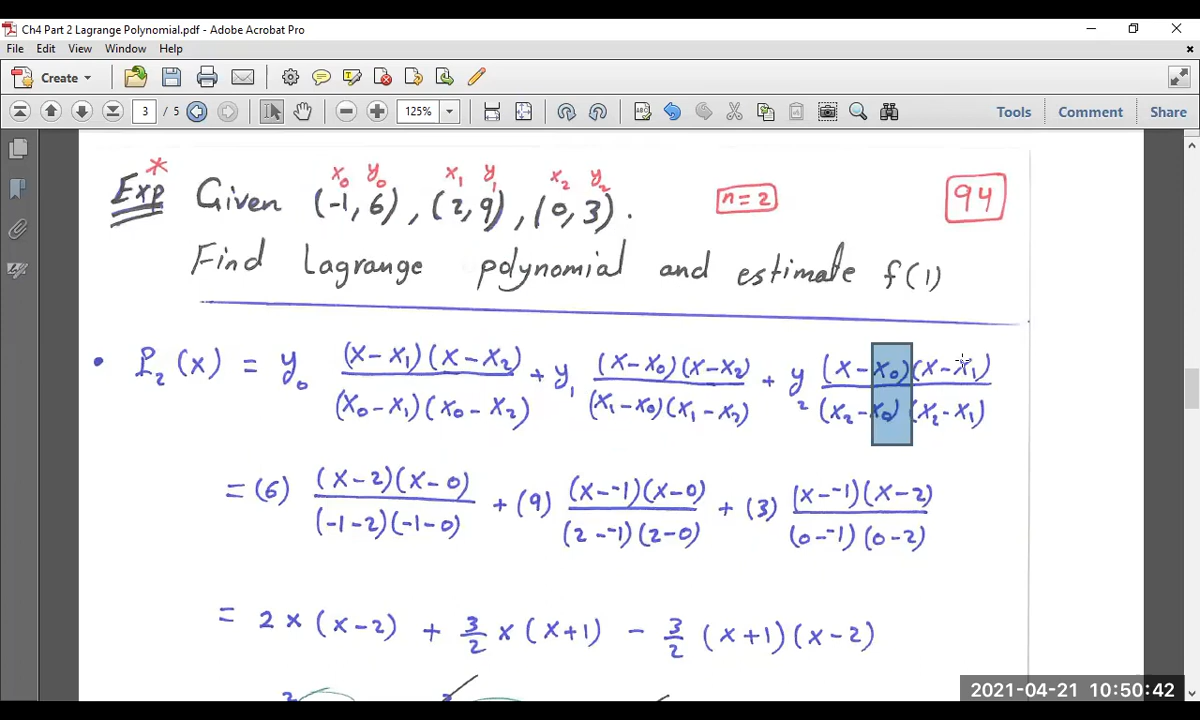 Ch4 Part 2 Lagrange Polynomial.pdf - Adobe Acrobat Pro
File Edit View Window Help
Create
3 / 5 125% Tools Comment Share
x₀ y₀ x₁ y₁ x₂ y₂
Exp * Given (-1, 6), (2, 9), (0, 3). n = 2 94
Find Lagrange polynomial and estimate f(1)
• P₂(x) = y₀ (x-x₁)(x-x₂) / (x₀-x₁)(x₀-x₂) + y₁ (x-x₀)(x-x₂) / (x₁-x₀)(x₁-x₂) + y₂ (x-x₀)(x-x₁) / (x₂-x₀)(x₂-x₁)
= (6) (x-2)(x-0) / (-1-2)(-1-0) + (9) (x--1)(x-0) / (2--1)(2-0) + (3) (x--1)(x-2) / (0--1)(0-2)
= 2x(x-2) + 3/2 x(x+1) - 3/2 (x+1)(x-2)
2021-04-21 10:50:42